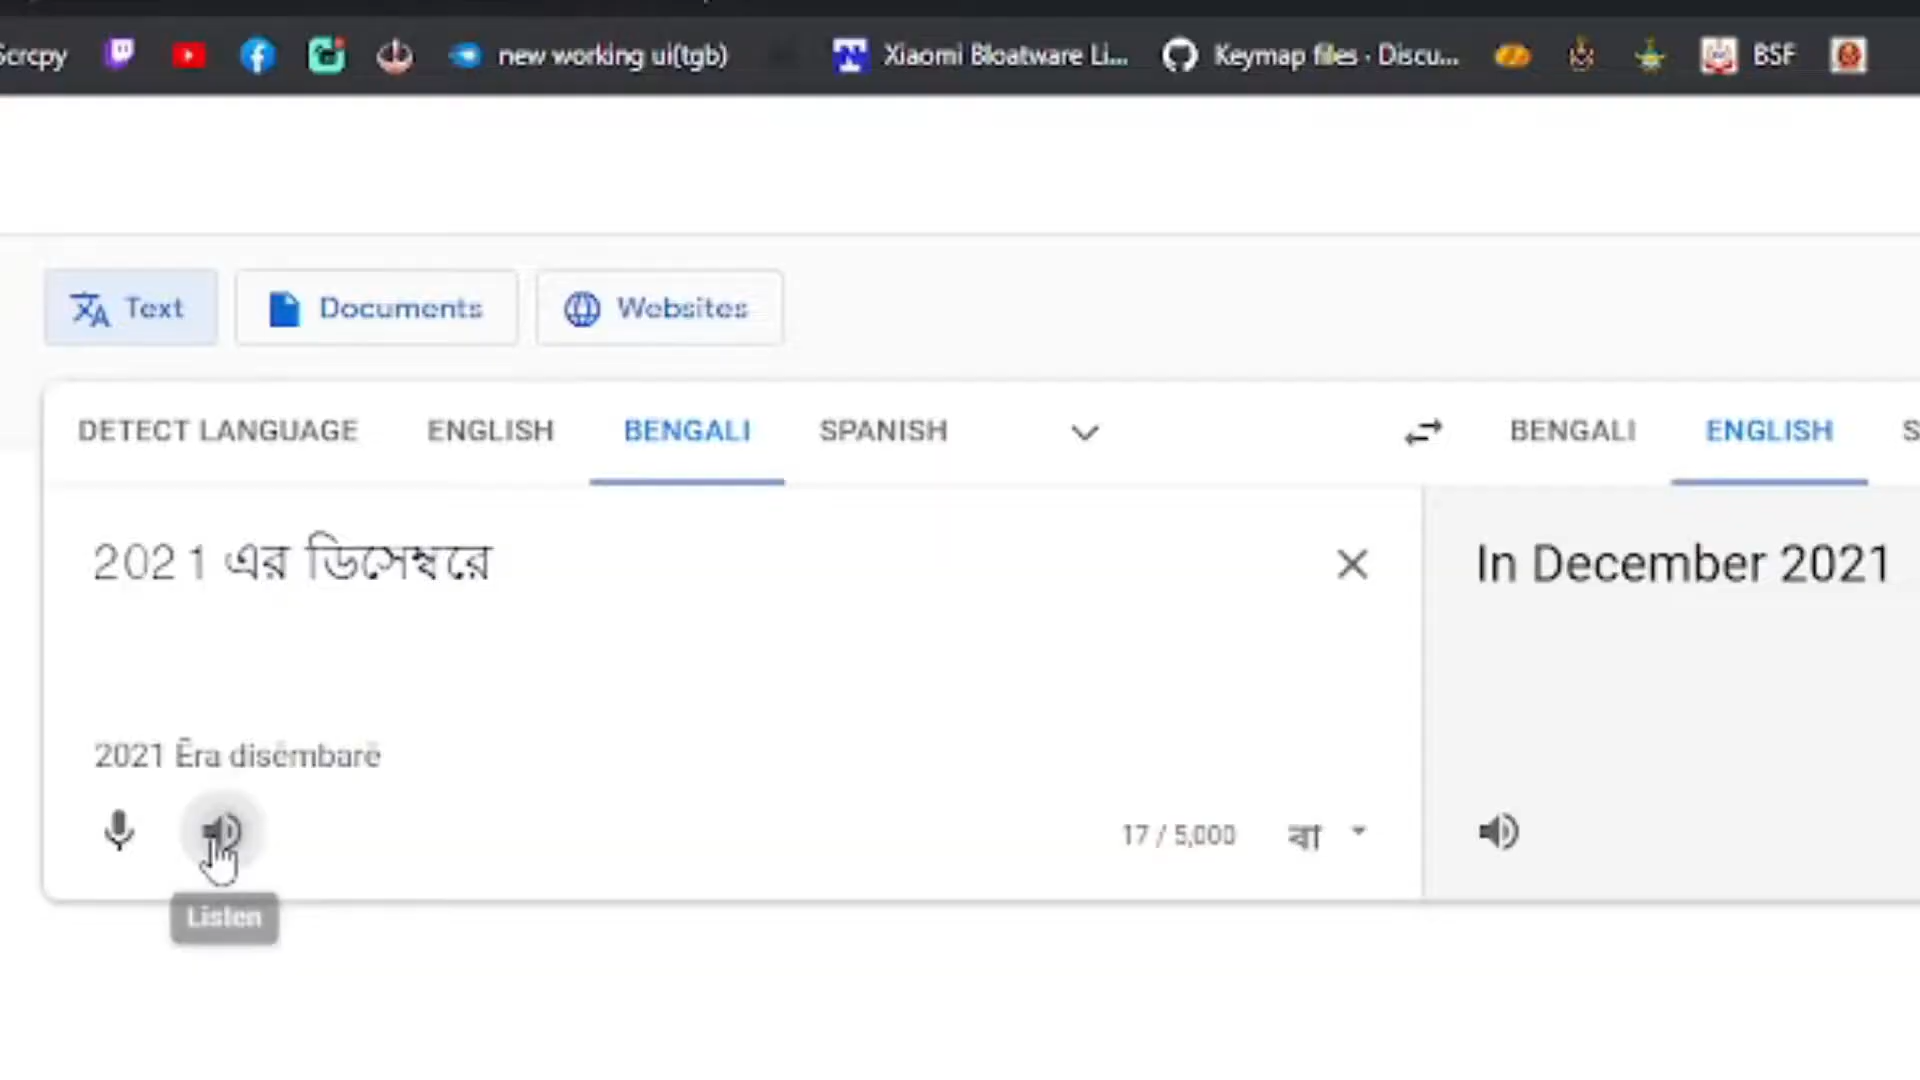 Scrcpy new working ui(tgb) Xiaomi Bloatware Li... Keymap files · Discu... BSF
Text Documents Websites
DETECT LANGUAGE ENGLISH BENGALI SPANISH BENGALI ENGLISH S
2021 এর ডিসেম্বরে
In December 2021
2021 Ēra disēmbarē
17 / 5,000 বা
Listen